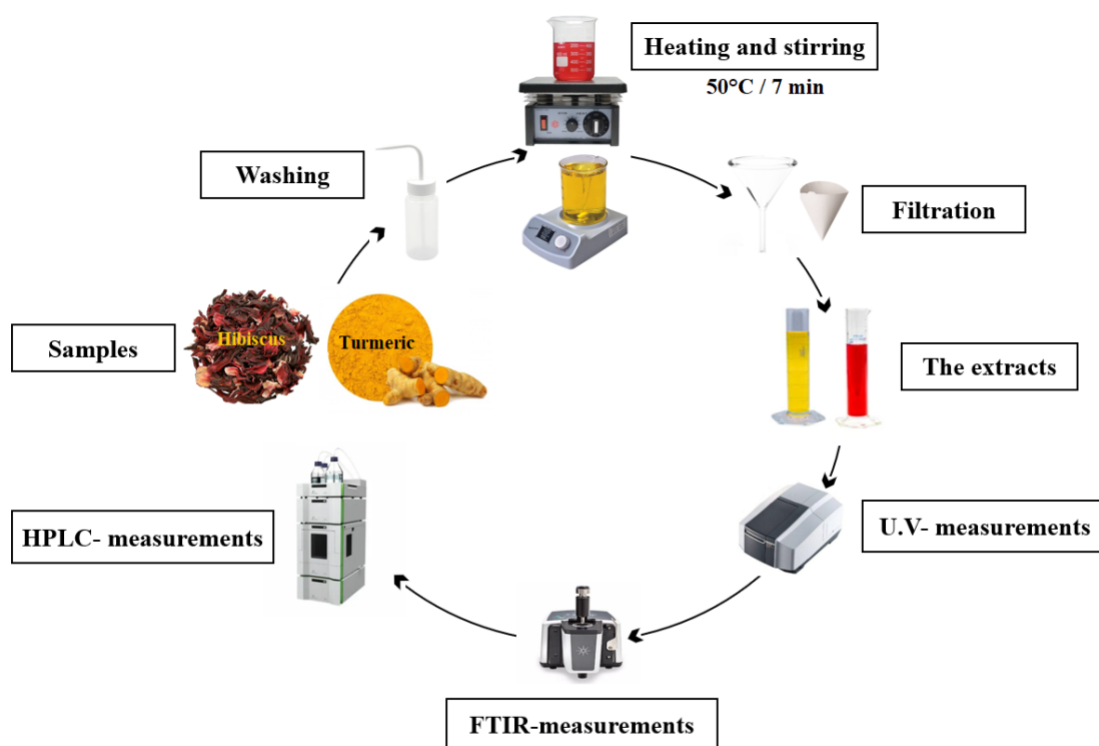 Heating and stirring
50°C / 7 min
Washing
Filtration
Samples
Hibiscus
Turmeric
The extracts
HPLC- measurements
U.V- measurements
FTIR-measurements